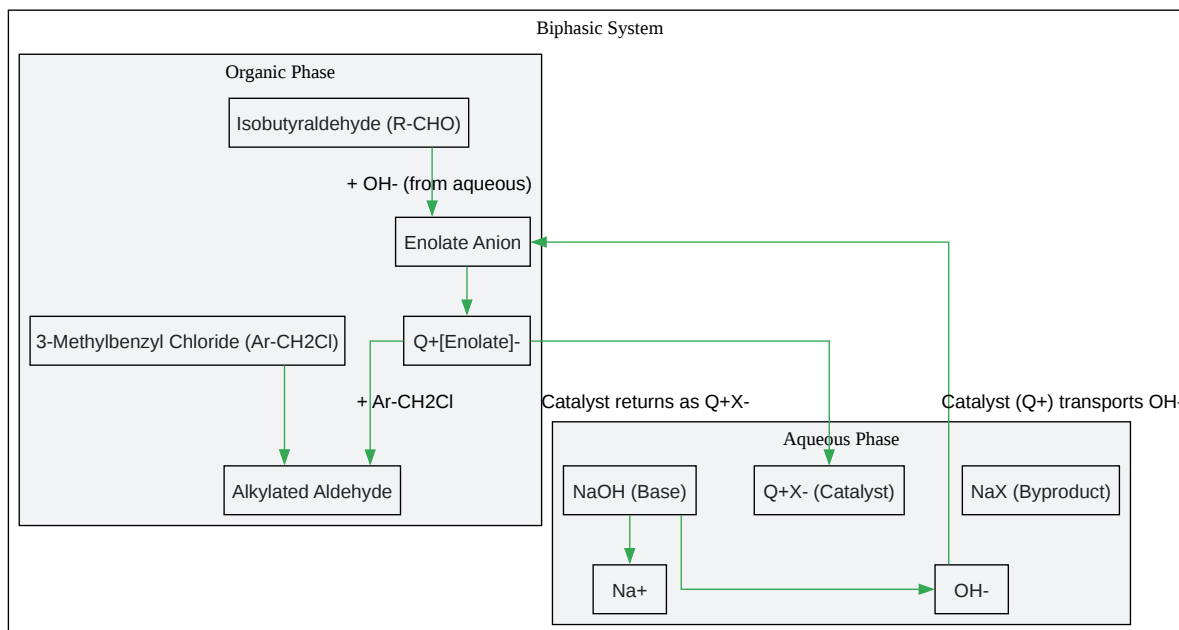 Biphasic System
Organic Phase
Isobutyraldehyde (R-CHO)
+ OH- (from aqueous)
Enolate Anion
3-Methylbenzyl Chloride (Ar-CH2Cl)
Q+[Enolate]-
+ Ar-CH2Cl
Catalyst returns as Q+X-
Catalyst (Q+) transports OH-
Aqueous Phase
Alkylated Aldehyde
NaOH (Base)
Q+X- (Catalyst)
NaX (Byproduct)
Na+
OH-